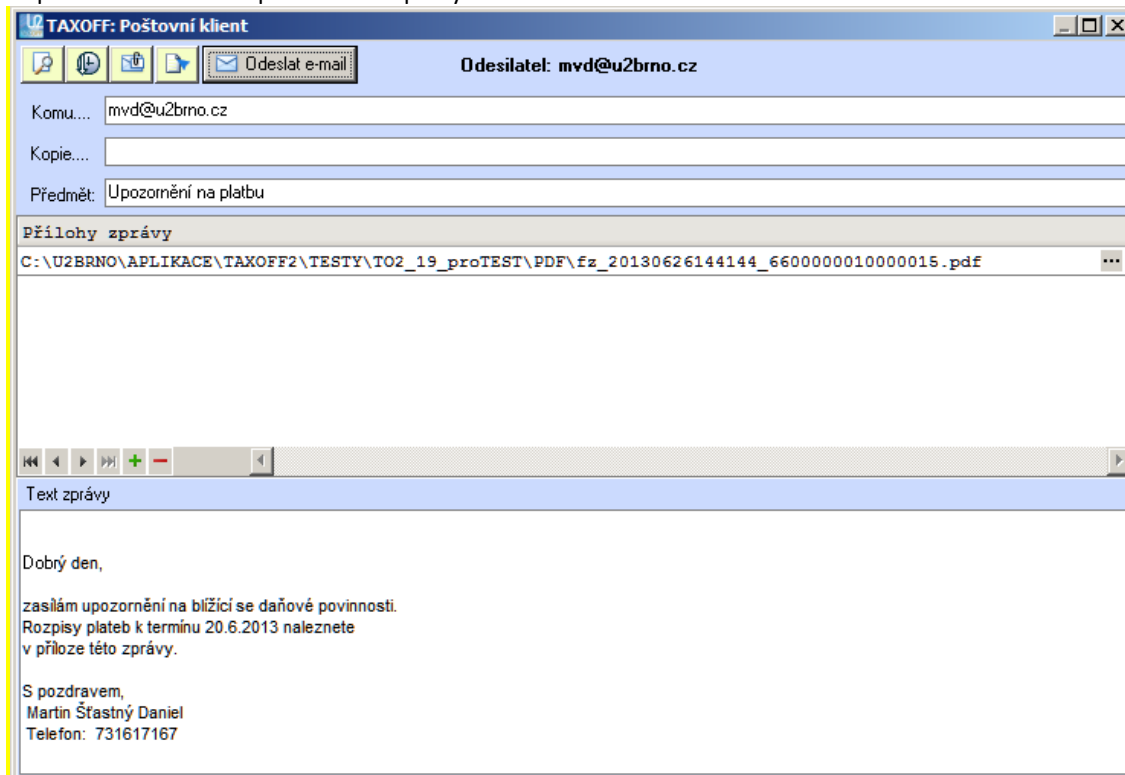 TAXOFF: Poštovní klient
Odeslat e-mail
Odesilatel: mvd@u2brno.cz
Komu.... mvd@u2brno.cz
Kopie....
Předmět: Upozornění na platbu
Přílohy zprávy
C:\U2BRNO\APLIKACE\TAXOFF2\TESTY\TO2_19_proTEST\PDF\fz_20130626144144_6600000010000015.pdf ...
Text zprávy
Dobrý den,
zasílám upozornění na blížící se daňové povinnosti.
Rozpisy plateb k termínu 20.6.2013 naleznete
v příloze této zprávy.
S pozdravem,
Martin Šťastný Daniel
Telefon: 731617167